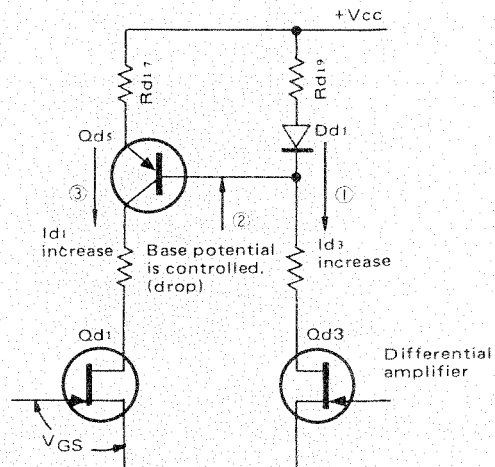 +Vcc
Rd17
Rd19
Qd5
Dd1
③
①
②
Id1
increase
Base potential
is controlled.
(drop)
Id3
increase
Qd1
Qd3
Differential
amplifier
VGS